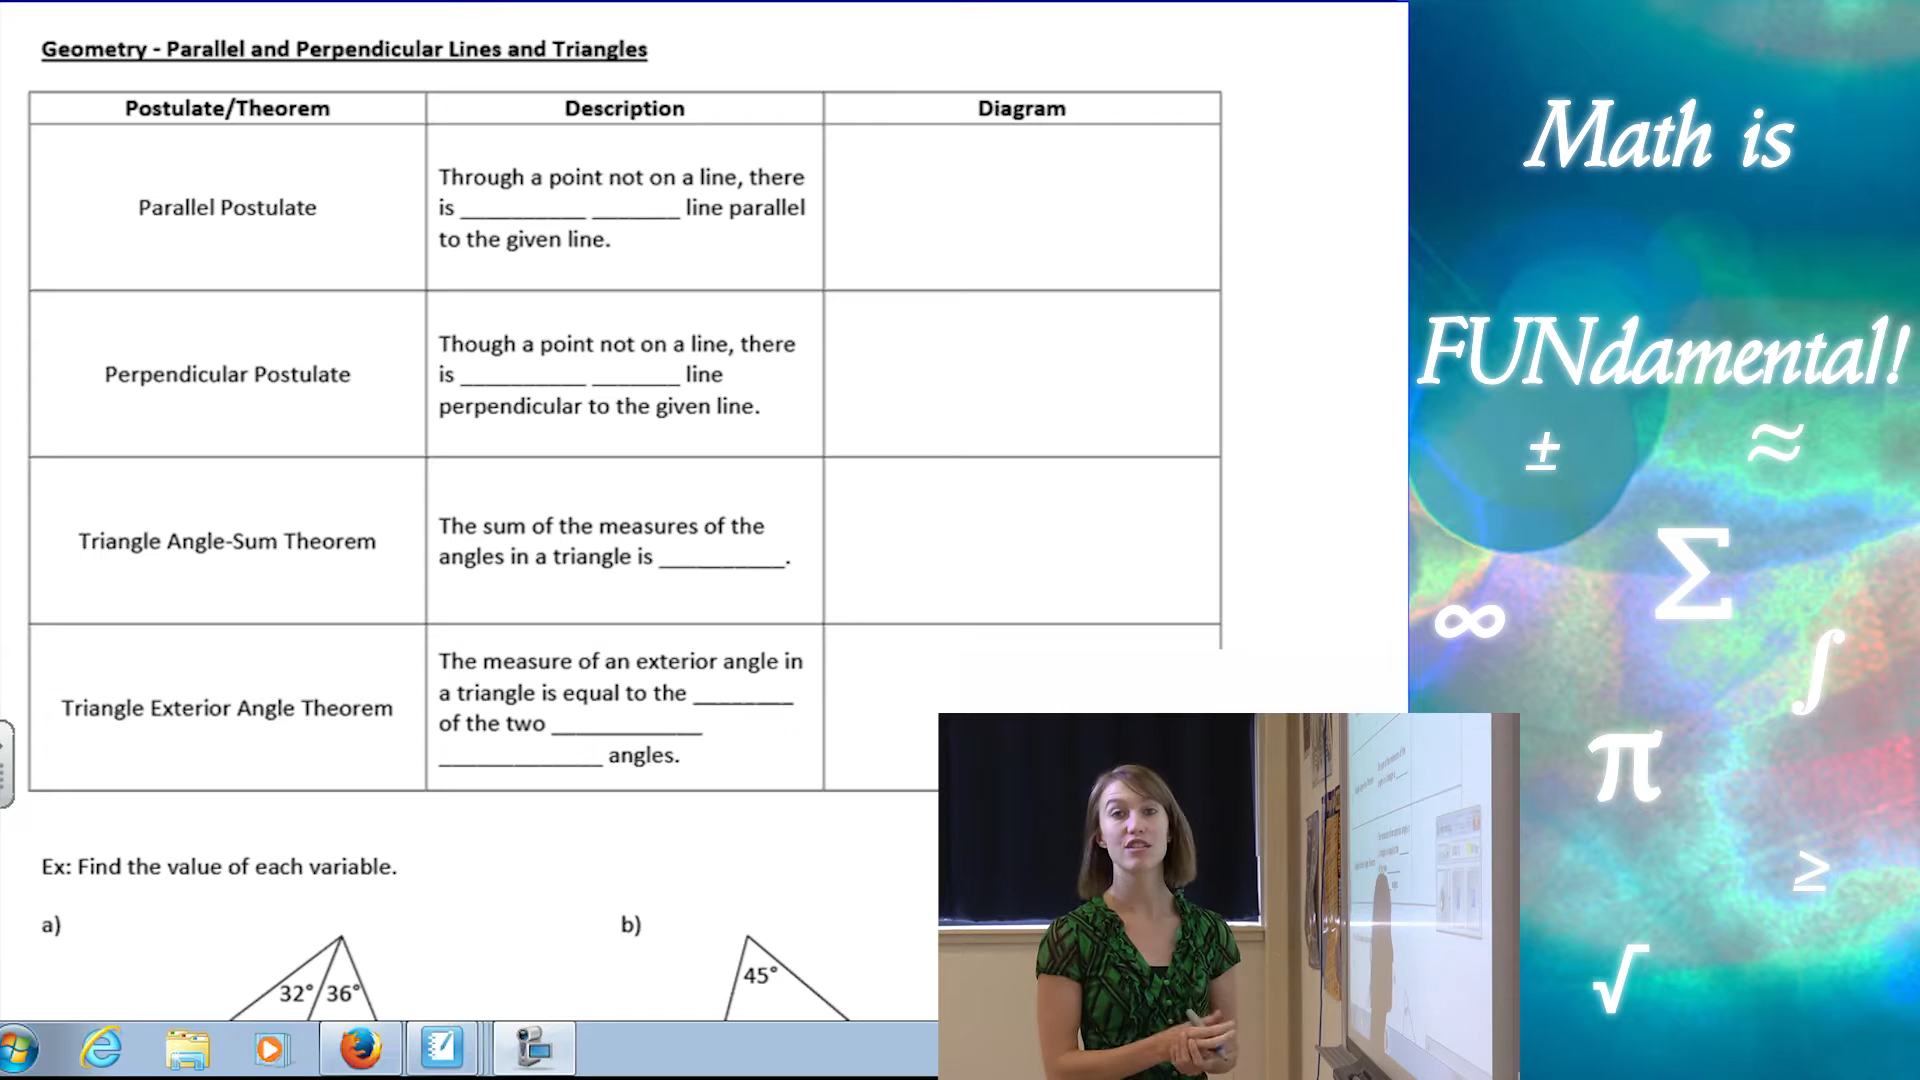 Geometry - Parallel and Perpendicular Lines and Triangles
Postulate/Theorem Description Diagram
Parallel Postulate
Through a point not on a line, there
is __________ _______ line parallel
to the given line.
Perpendicular Postulate
Though a point not on a line, there
is __________ _______ line
perpendicular to the given line.
Triangle Angle-Sum Theorem
The sum of the measures of the
angles in a triangle is __________.
Triangle Exterior Angle Theorem
The measure of an exterior angle in
a triangle is equal to the ________
of the two ____________
_____________ angles.
Ex: Find the value of each variable.
a)
32° 36°
b)
45°
Math is
FUNdamental!
± ≈
Σ
∞
∫
π
≥
√